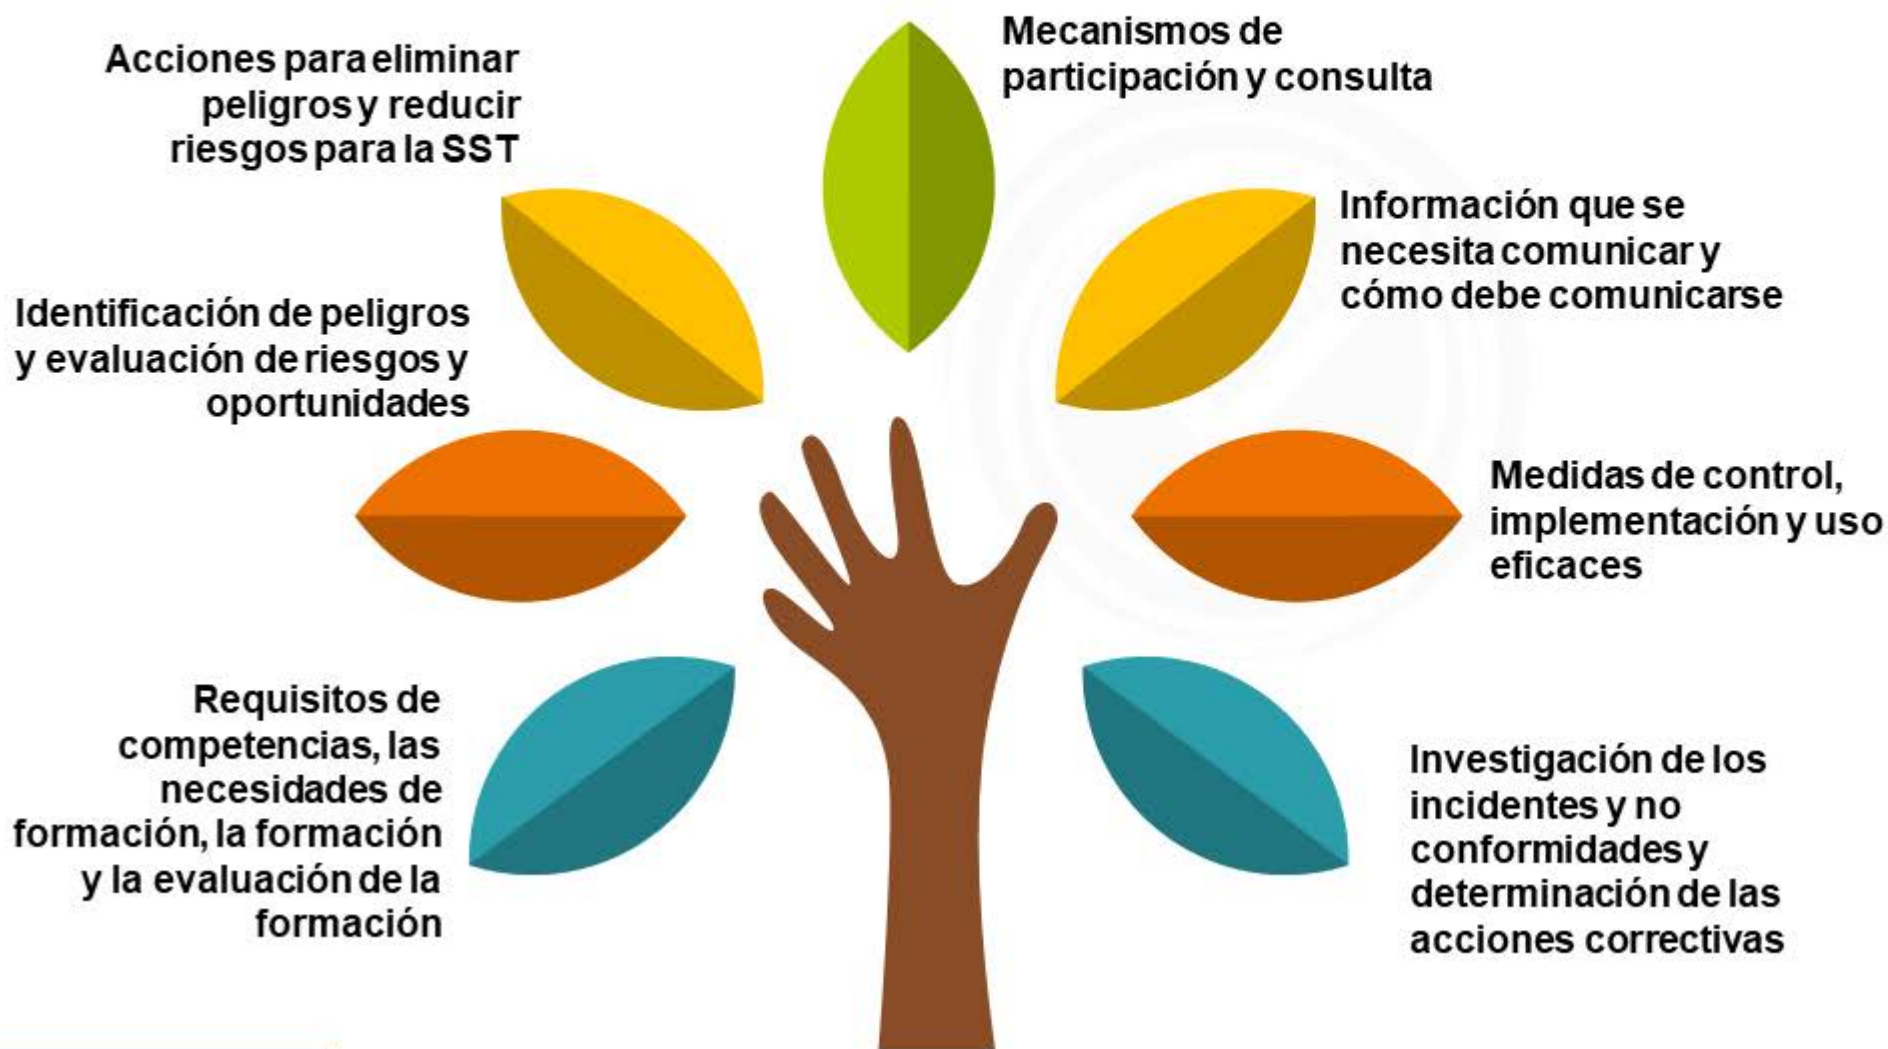 Mecanismos de
participación y consulta
Acciones para eliminar
peligros y reducir
riesgos para la SST
Información que se
necesita comunicar y
cómo debe comunicarse
Identificación de peligros
y evaluación de riesgos y
oportunidades
Medidas de control,
implementación y uso
eficaces
Requisitos de
competencias, las
necesidades de
formación, la formación
y la evaluación de la
formación
Investigación de los
incidentes y no
conformidades y
determinación de las
acciones correctivas